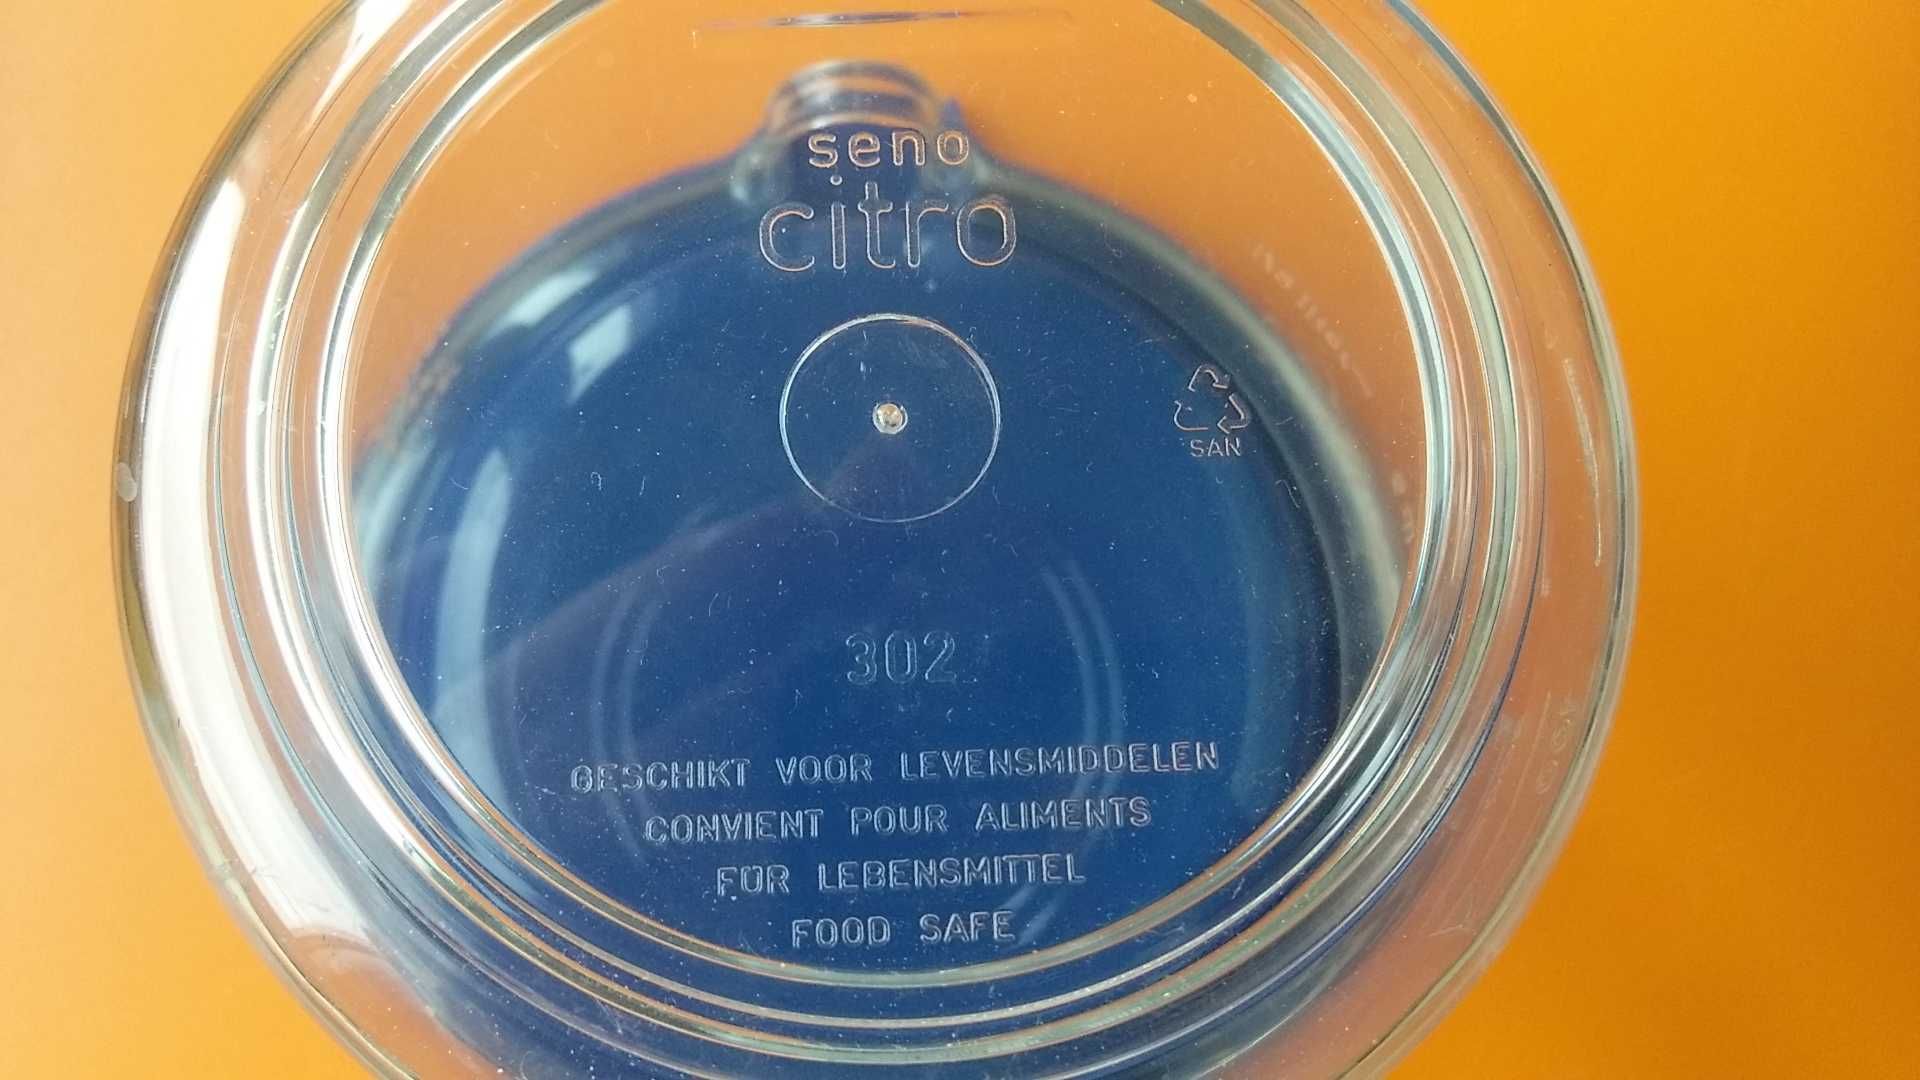 seno
citro
SAN
302
GESCHIKT VOOR LEVENSMIDDELEN
CONVIENT POUR ALIMENTS
FÜR LEBENSMITTEL
FOOD SAFE